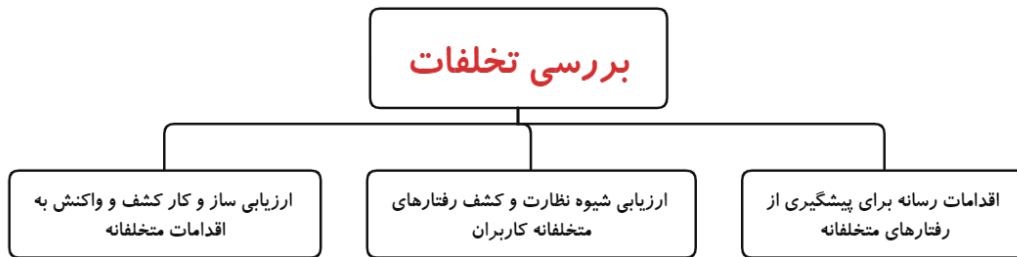 بررسی تخلفات
اقدامات رسانه برای پیشگیری از
رفتارهای متخلفانه
ارزیابی شیوه نظارت و کشف رفتارهای
متخلفانه کاربران
ارزیابی ساز و کار کشف و واکنش به
اقدامات متخلفانه